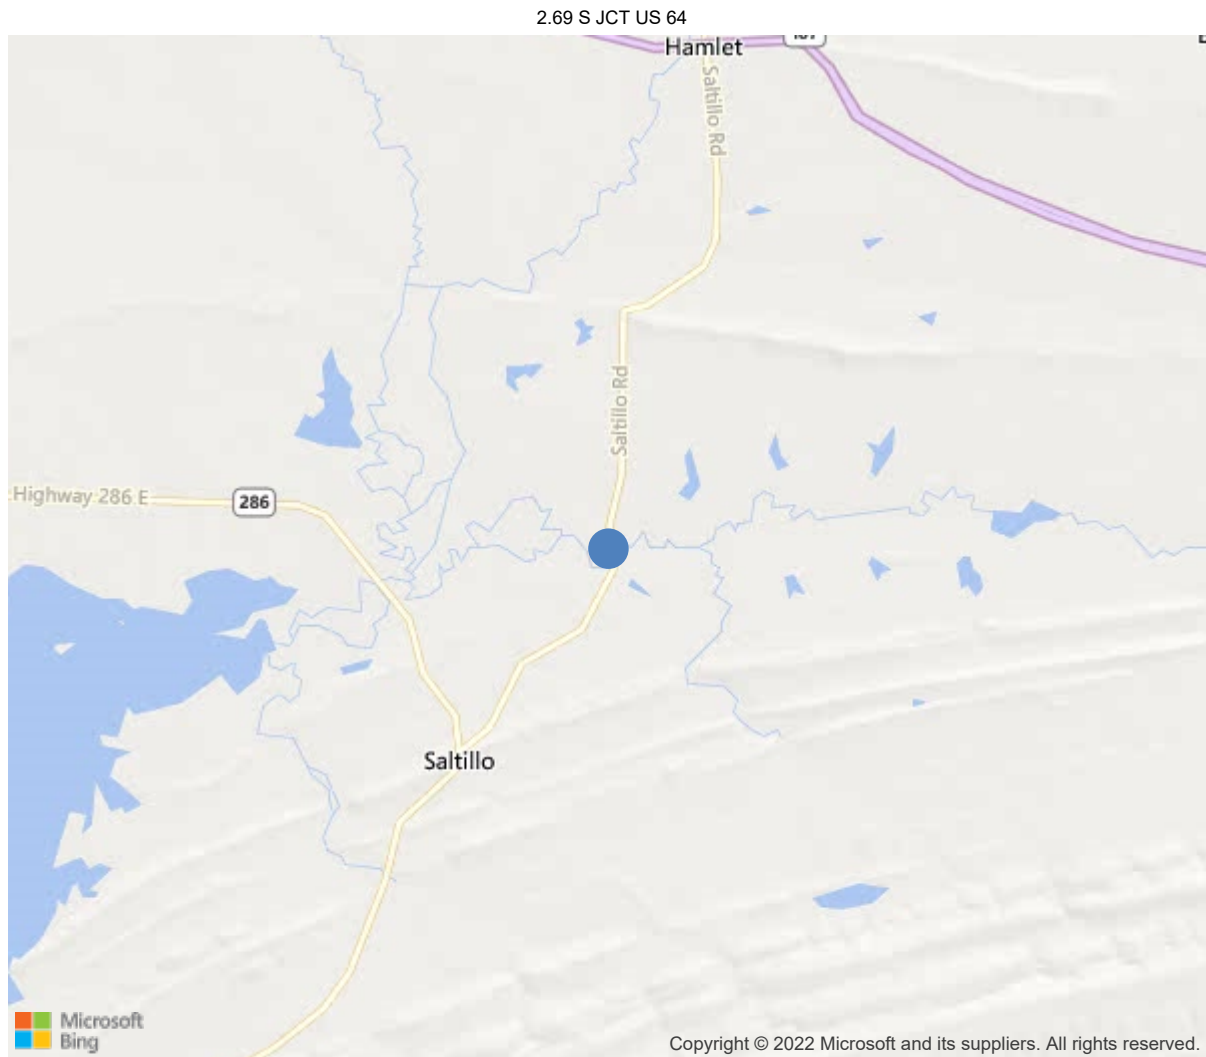 2.69 S JCT US 64
Hamlet
Saltillo Rd
Saltillo Rd
Highway 286 E
286
Saltillo
Microsoft
Bing
Copyright © 2022 Microsoft and its suppliers. All rights reserved.